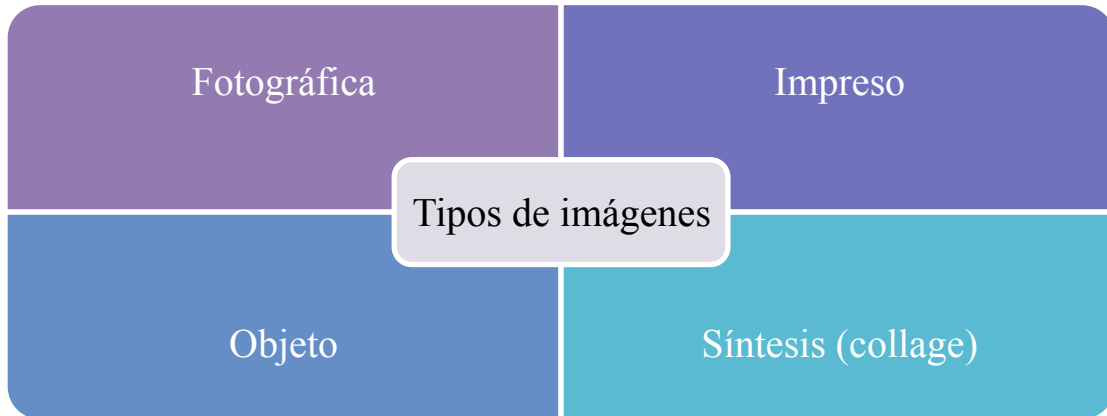 Fotográfica
Impreso
Tipos de imágenes
Objeto
Síntesis (collage)